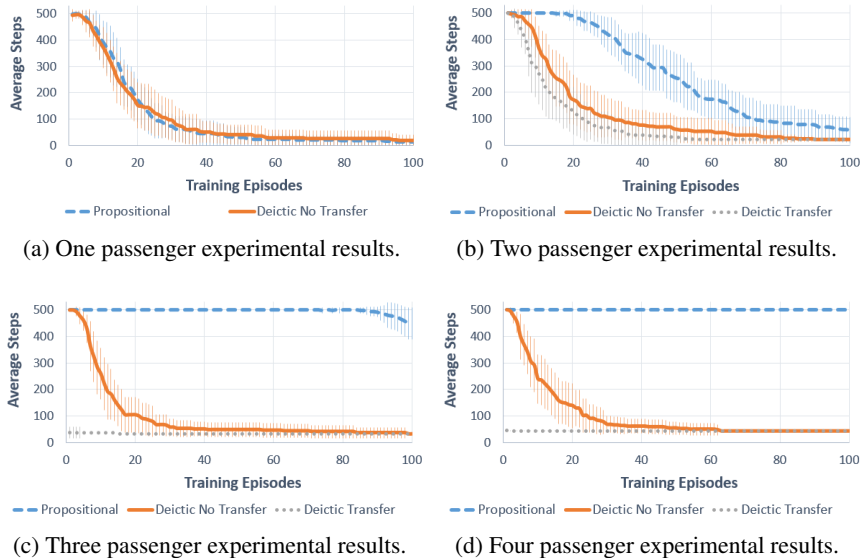 500
400
300
200
100
0
Average Steps
0 20 40 60 80 100
Training Episodes
Propositional Deictic No Transfer
(a) One passenger experimental results.
500
400
300
200
100
0
Average Steps
0 20 40 60 80 100
Training Episodes
Propositional Deictic No Transfer Deictic Transfer
(b) Two passenger experimental results.
500
400
300
200
100
0
Average Steps
0 20 40 60 80 100
Training Episodes
Propositional Deictic No Transfer Deictic Transfer
(c) Three passenger experimental results.
500
400
300
200
100
0
Average Steps
0 20 40 60 80 100
Training Episodes
Propositional Deictic No Transfer Deictic Transfer
(d) Four passenger experimental results.